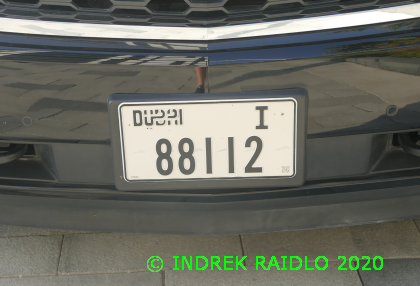 DUBAI I
88112
© INDREK RAIDLO 2020